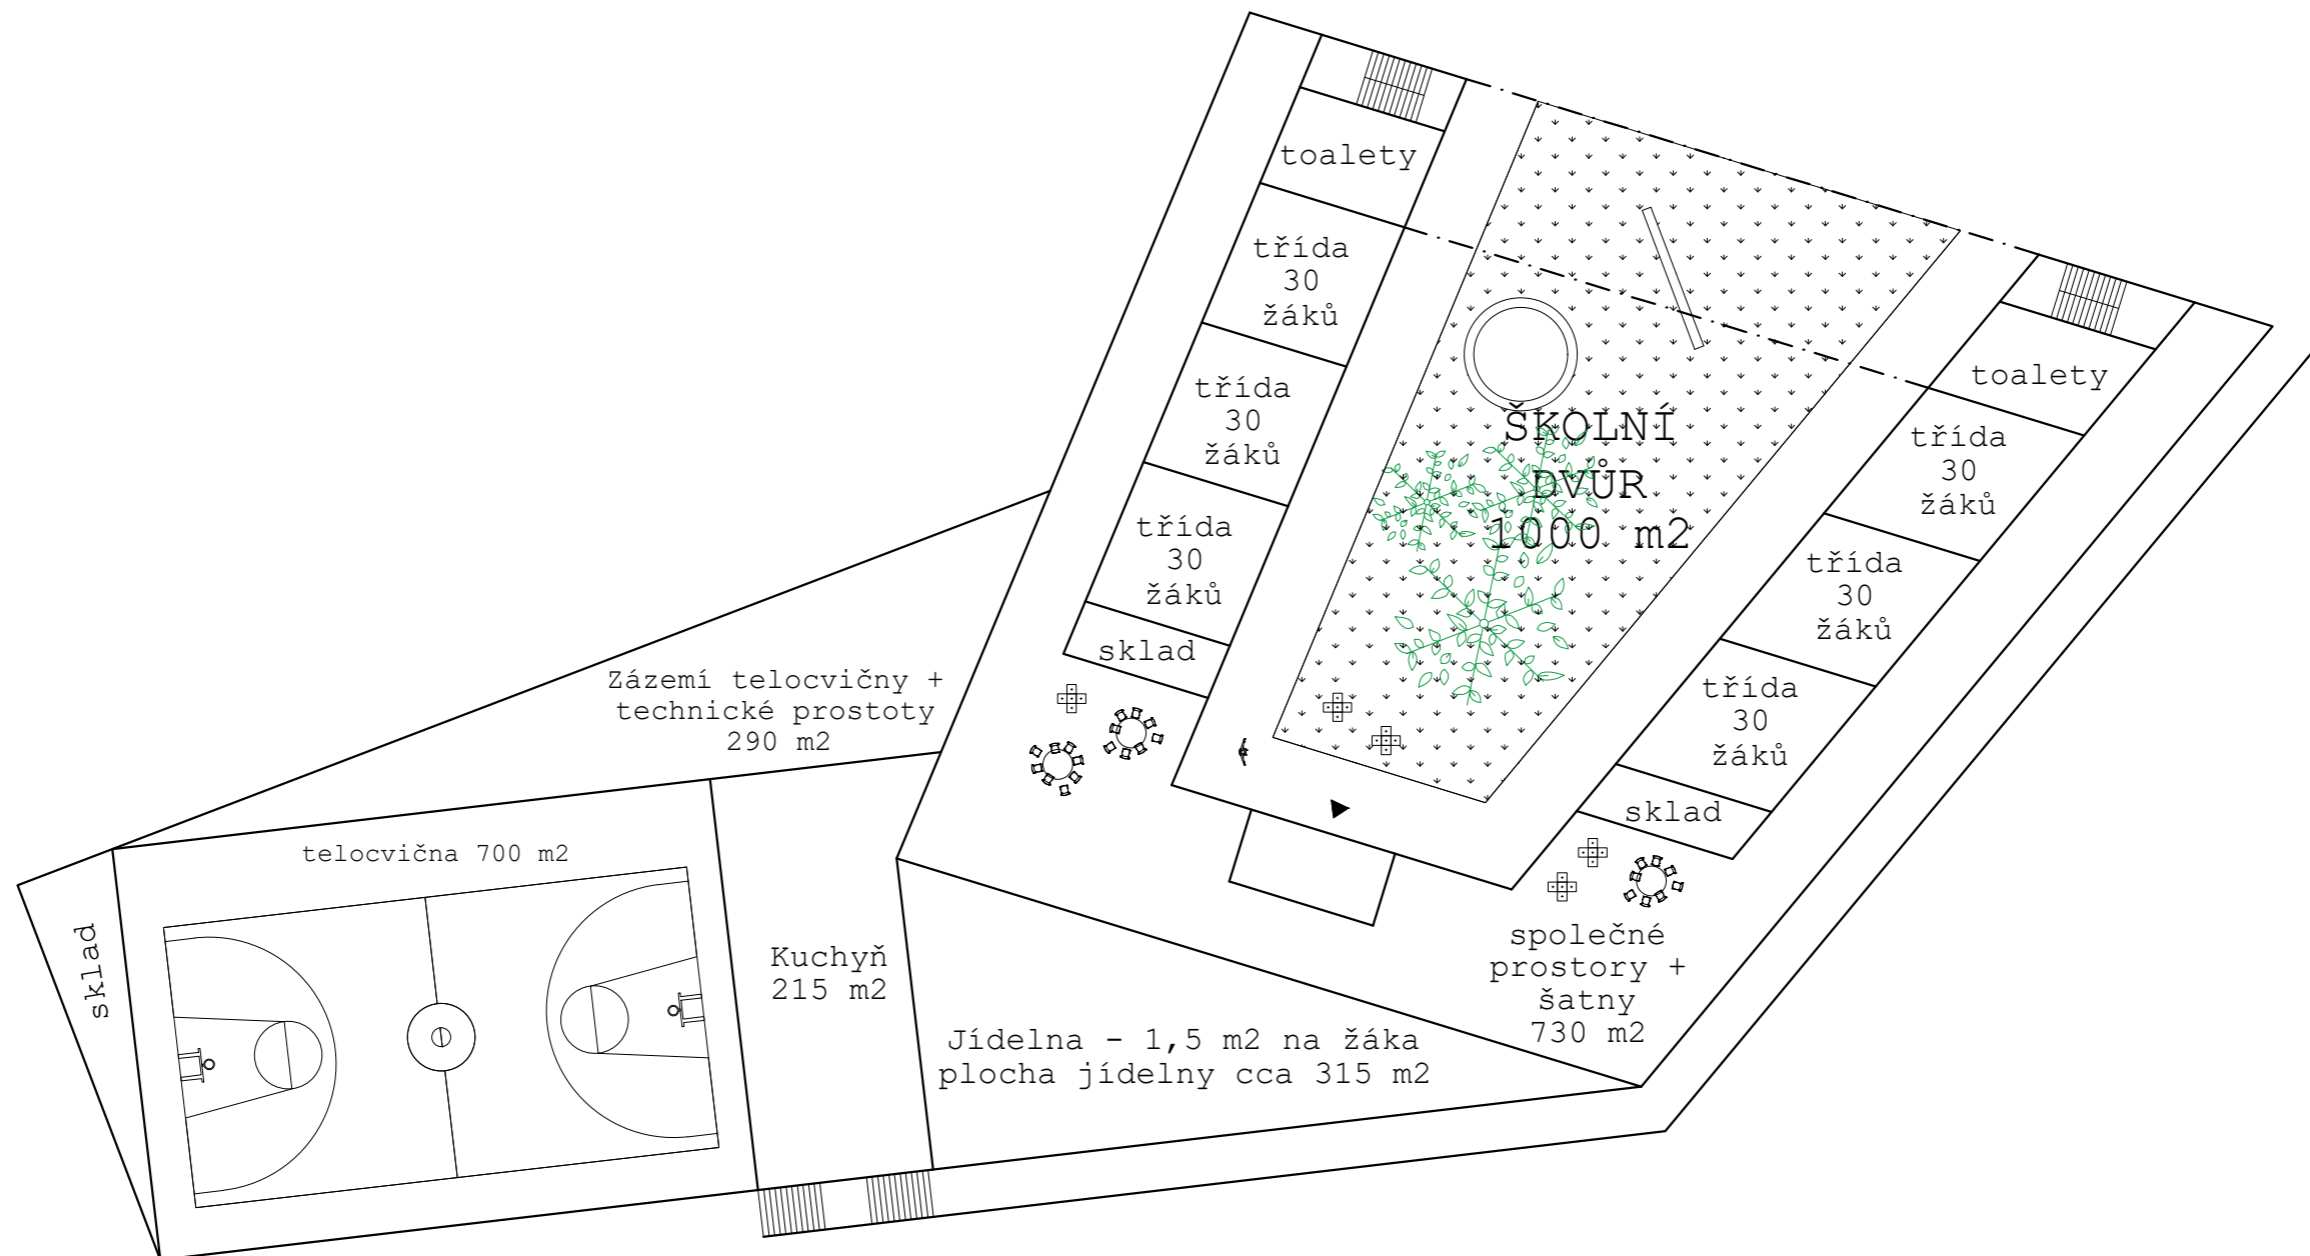 toalety
třída
30
žáků
třída
30
žáků
třída
30
žáků
sklad
ŠKOLNÍ
DVŮR
1000 m2
toalety
třída
30
žáků
třída
30
žáků
třída
30
žáků
sklad
společné
prostory +
šatny
730 m2
Zázemí telocvičny +
technické prostoty
290 m2
telocvična 700 m2
sklad
Kuchyň
215 m2
Jídelna - 1,5 m2 na žáka
plocha jídelny cca 315 m2